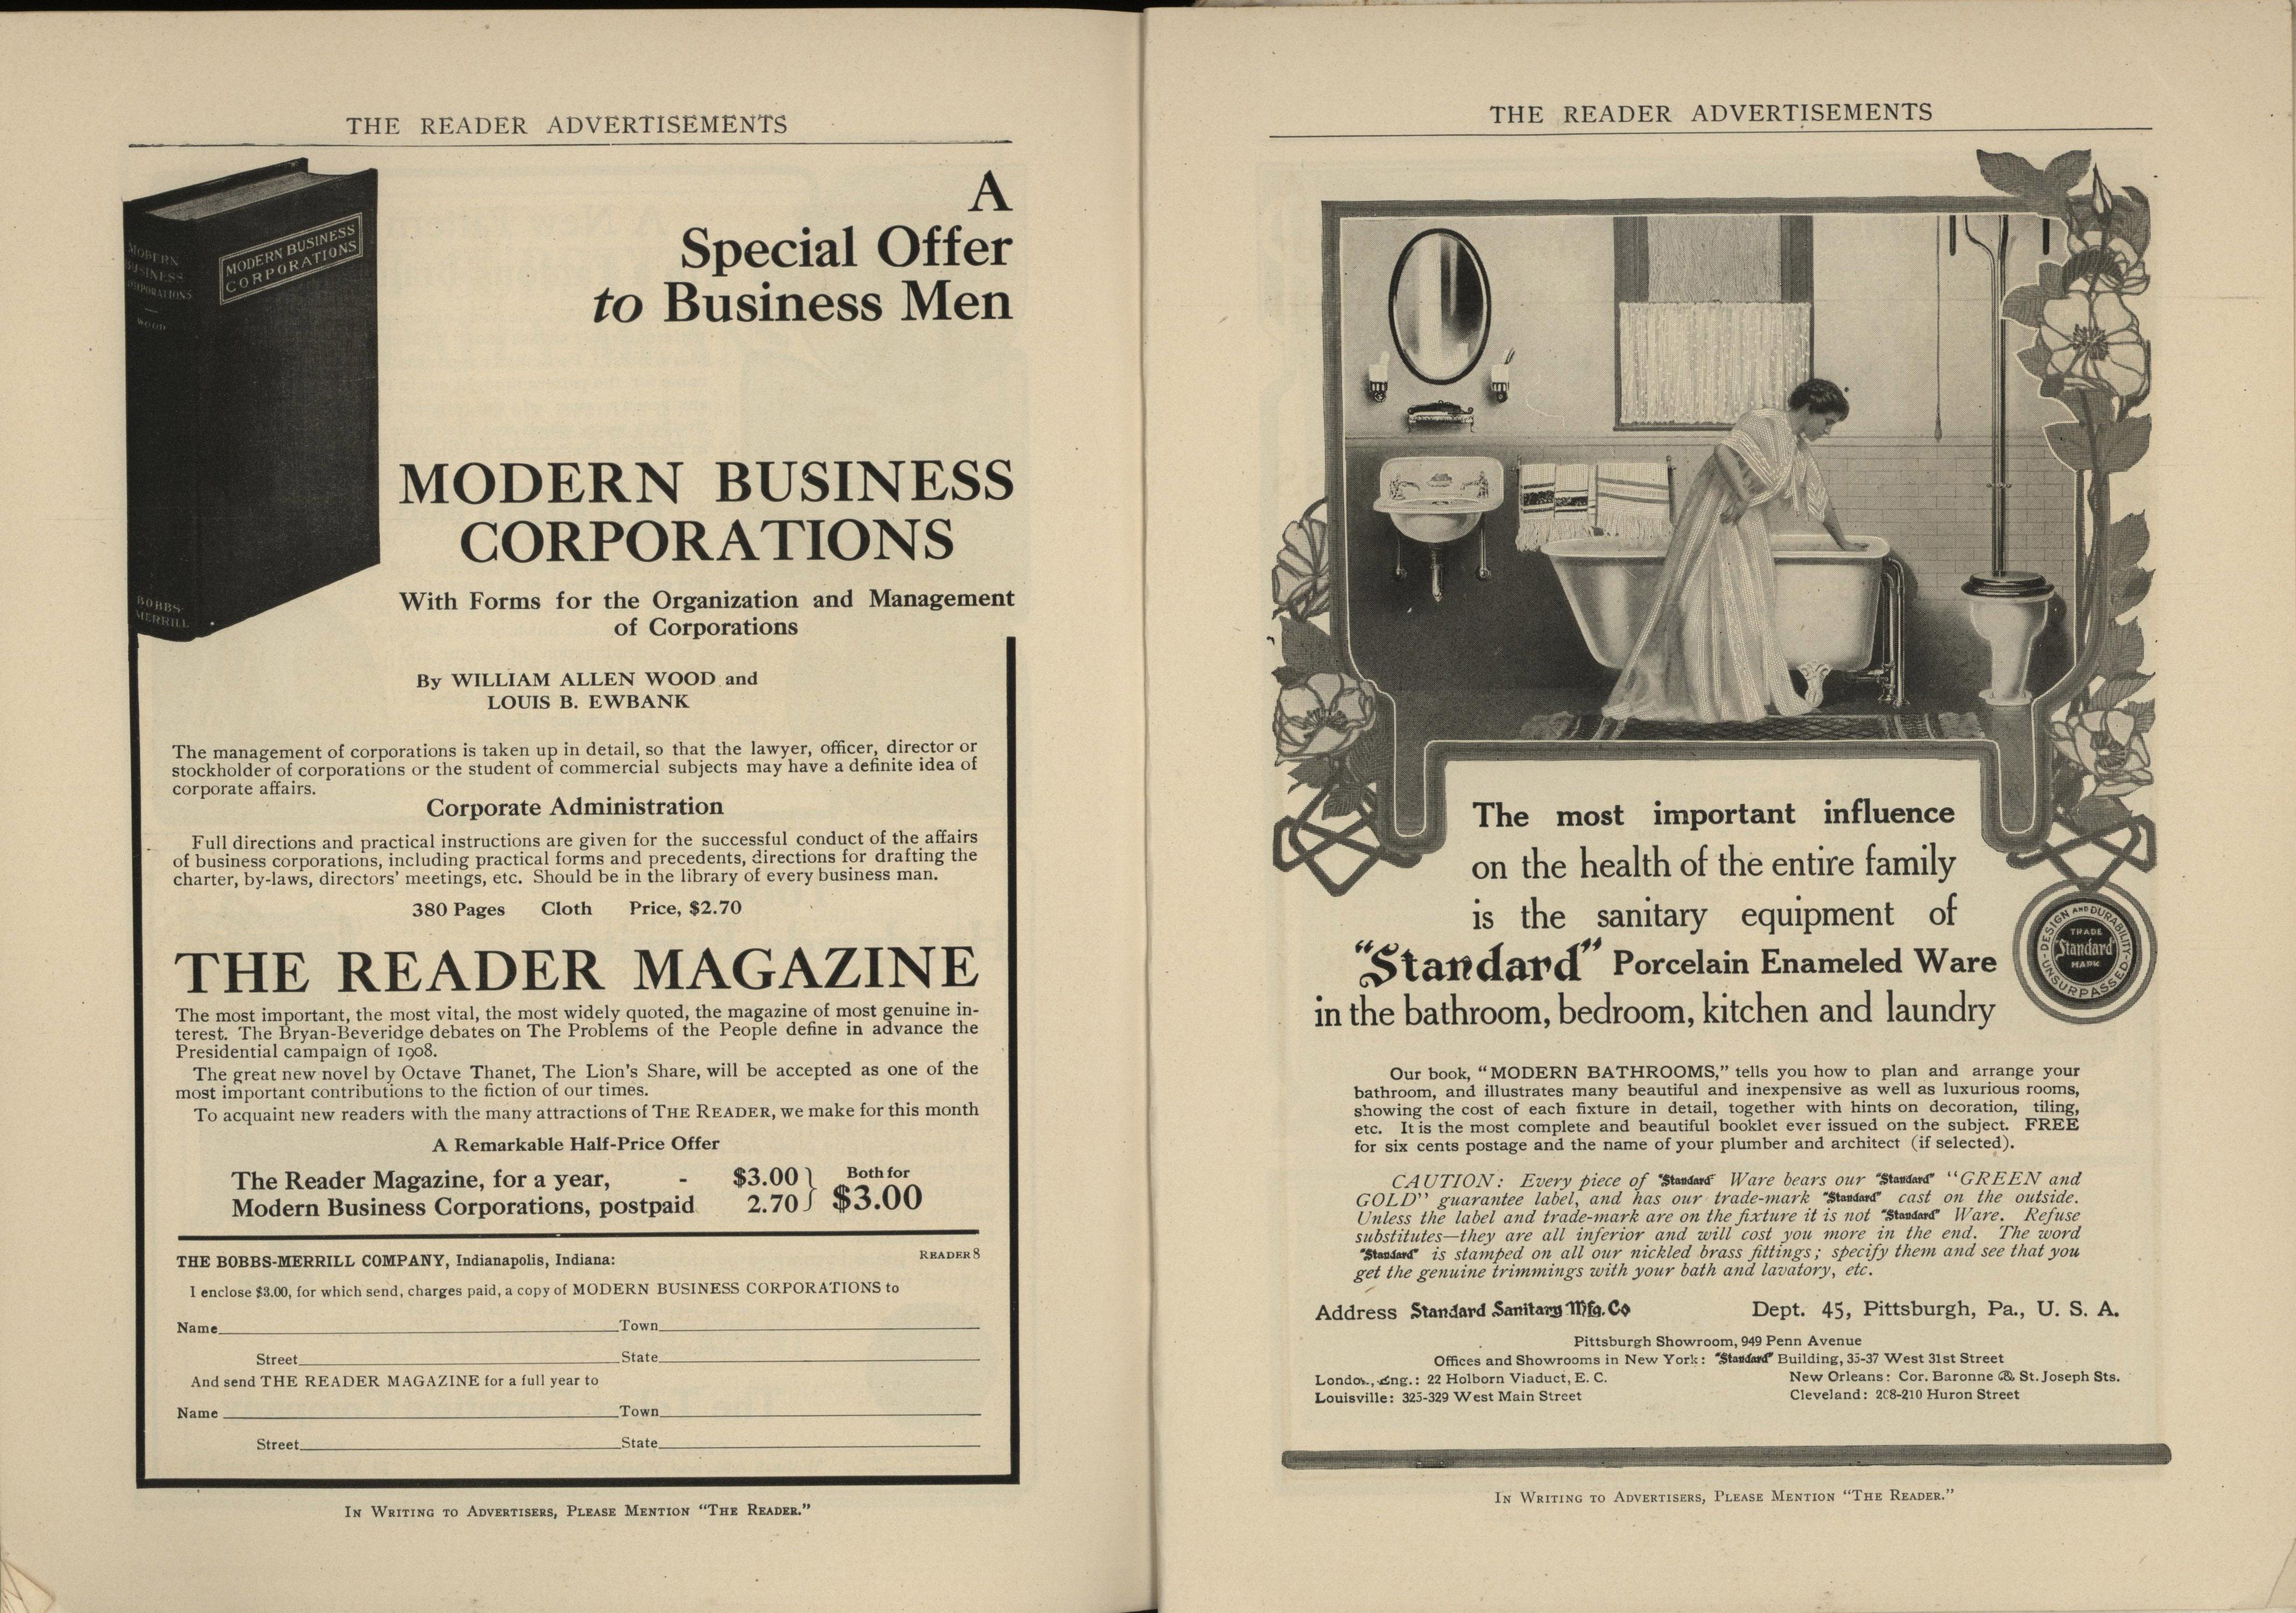 THE READER ADVERTISEMENTS
MODERN
BUSINESS
CORPORATIONS
WOOD
BOBBS-
MERRILL
MODERN BUSINESS
CORPORATIONS
A
Special Offer
to Business Men
MODERN BUSINESS
CORPORATIONS
With Forms for the Organization and Management
of Corporations
By WILLIAM ALLEN WOOD and
LOUIS B. EWBANK
The management of corporations is taken up in detail, so that the lawyer, officer, director or
stockholder of corporations or the student of commercial subjects may have a definite idea of
corporate affairs.
Corporate Administration
Full directions and practical instructions are given for the successful conduct of the affairs
of business corporations, including practical forms and precedents, directions for drafting the
charter, by-laws, directors' meetings, etc. Should be in the library of every business man.
380 Pages Cloth Price, $2.70
THE READER MAGAZINE
The most important, the most vital, the most widely quoted, the magazine of most genuine in-
terest. The Bryan-Beveridge debates on The Problems of the People define in advance the
Presidential campaign of 1908.
The great new novel by Octave Thanet, The Lion's Share, will be accepted as one of the
most important contributions to the fiction of our times.
To acquaint new readers with the many attractions of THE READER, we make for this month
A Remarkable Half-Price Offer
The Reader Magazine, for a year, - $3.00 } Both for
Modern Business Corporations, postpaid 2.70 } $3.00
THE BOBBS-MERRILL COMPANY, Indianapolis, Indiana: READER 8
I enclose $3.00, for which send, charges paid, a copy of MODERN BUSINESS CORPORATIONS to
Name Town
Street State
And send THE READER MAGAZINE for a full year to
Name Town
Street State
IN WRITING TO ADVERTISERS, PLEASE MENTION "THE READER."
THE READER ADVERTISEMENTS
The most important influence
on the health of the entire family
is the sanitary equipment of
"Standard" Porcelain Enameled Ware
in the bathroom, bedroom, kitchen and laundry
DESIGN AND DURABILITY
UNSURPASSED
TRADE
Standard
MARK
Our book, "MODERN BATHROOMS," tells you how to plan and arrange your
bathroom, and illustrates many beautiful and inexpensive as well as luxurious rooms,
showing the cost of each fixture in detail, together with hints on decoration, tiling,
etc. It is the most complete and beautiful booklet ever issued on the subject. FREE
for six cents postage and the name of your plumber and architect (if selected).
CAUTION: Every piece of "Standard" Ware bears our "Standard" "GREEN and
GOLD" guarantee label, and has our trade-mark "Standard" cast on the outside.
Unless the label and trade-mark are on the fixture it is not "Standard" Ware. Refuse
substitutes—they are all inferior and will cost you more in the end. The word
"Standard" is stamped on all our nickled brass fittings; specify them and see that you
get the genuine trimmings with your bath and lavatory, etc.
Address Standard Sanitary Mfg. Co Dept. 45, Pittsburgh, Pa., U. S. A.
Pittsburgh Showroom, 949 Penn Avenue
Offices and Showrooms in New York: "Standard" Building, 35-37 West 31st Street
London, Eng.: 22 Holborn Viaduct, E. C. New Orleans: Cor. Baronne & St. Joseph Sts.
Louisville: 325-329 West Main Street Cleveland: 208-210 Huron Street
IN WRITING TO ADVERTISERS, PLEASE MENTION "THE READER."